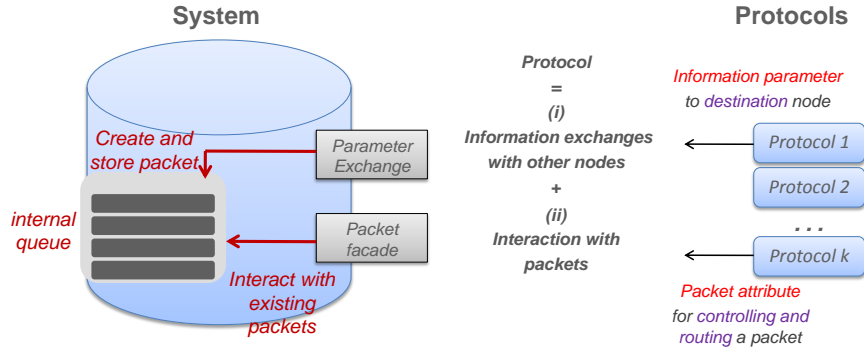 System
Create and
store packet
Parameter
Exchange
internal
queue
Packet
facade
Interact with
existing
packets
Protocol
=
(i)
Information exchanges
with other nodes
+
(ii)
Interaction with
packets
Protocols
Information parameter
to destination node
Protocol 1
Protocol 2
...
Protocol k
Packet attribute
for controlling and
routing a packet